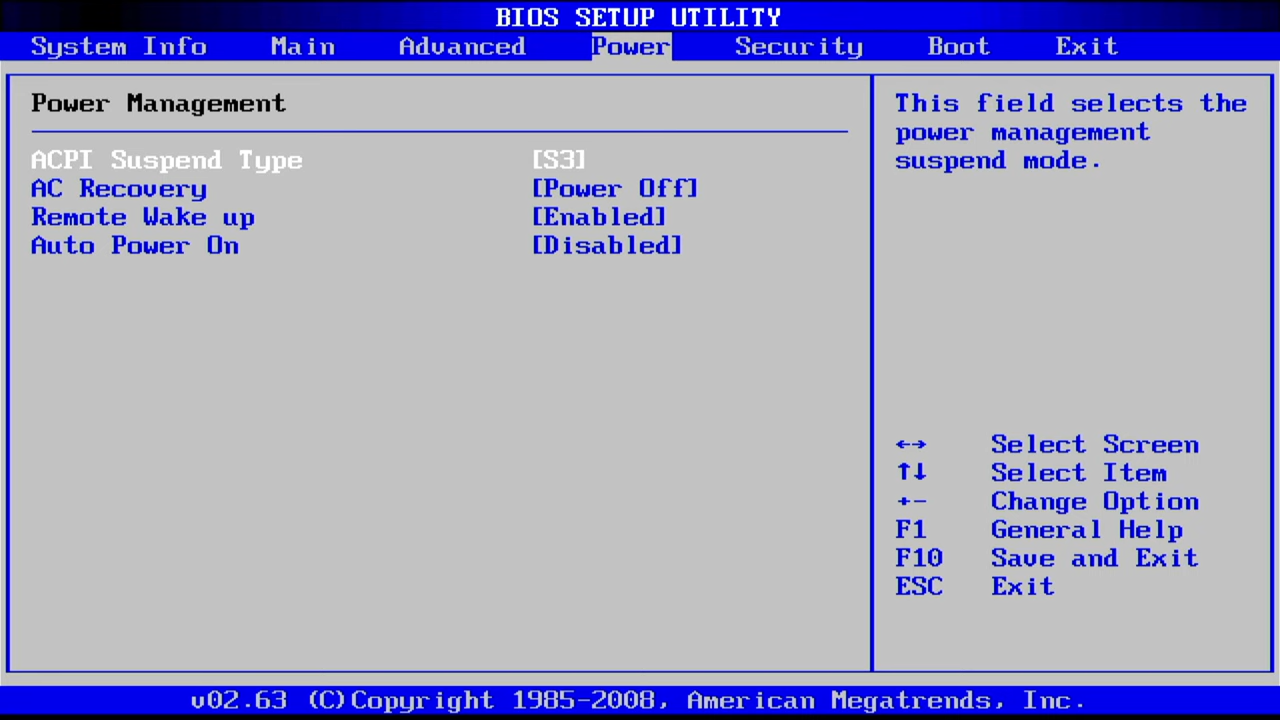 BIOS SETUP UTILITY
System Info Main Advanced Power Security Boot Exit
Power Management
ACPI Suspend Type [S3]
AC Recovery [Power Off]
Remote Wake up [Enabled]
Auto Power On [Disabled]
This field selects the
power management
suspend mode.
←→ Select Screen
↑↓ Select Item
+- Change Option
F1 General Help
F10 Save and Exit
ESC Exit
v02.63 (C)Copyright 1985-2008, American Megatrends, Inc.